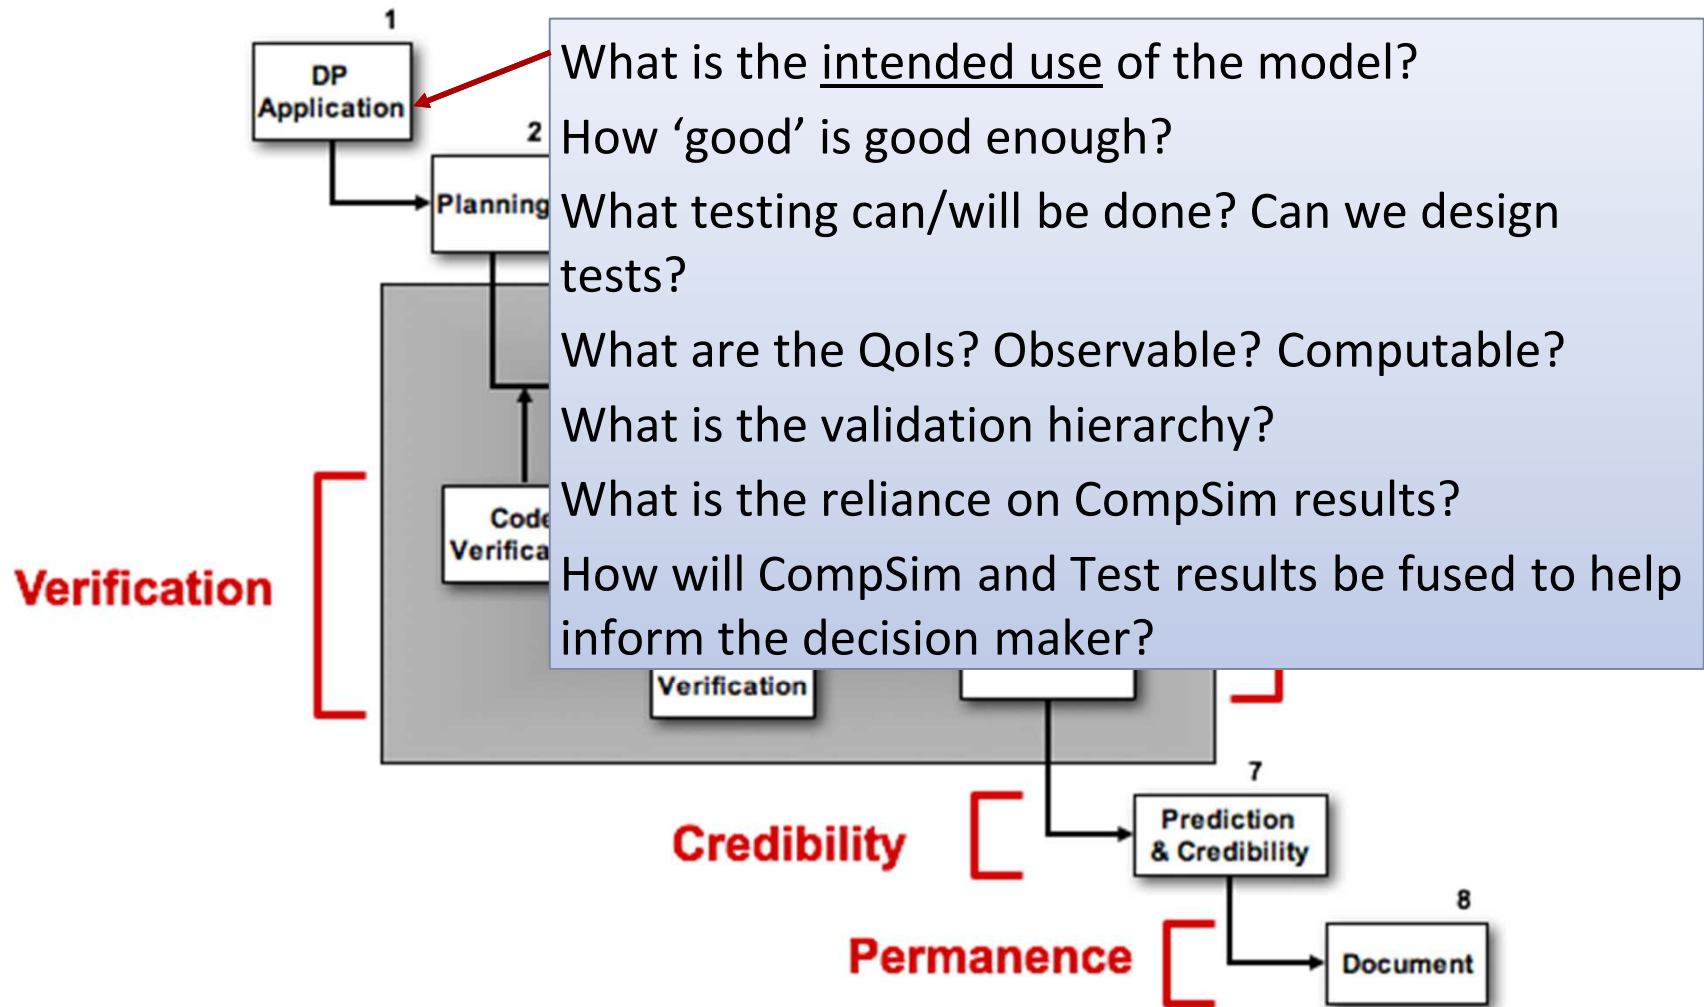 1
DP
Application
2
Planning
What is the intended use of the model?
How ‘good’ is good enough?
What testing can/will be done? Can we design
tests?
What are the QoIs? Observable? Computable?
What is the validation hierarchy?
What is the reliance on CompSim results?
How will CompSim and Test results be fused to help
inform the decision maker?
Verification
Code
Verifica
Verification
7
Prediction
& Credibility
Credibility
8
Document
Permanence